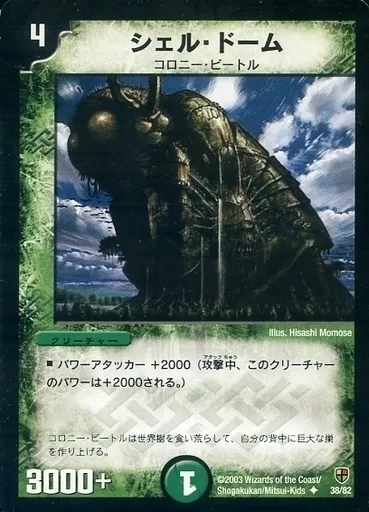 4
シェル・ドーム
コロニー・ビートル
Illus. Hisashi Momose
クリーチャー
■ パワーアタッカー +2000（攻撃中、このクリーチャー
のパワーは+2000される。）
コロニー・ビートルは世界樹を食い荒らして、自分の背中に巨大な巣
を作り上げる。
3000+
1
©2003 Wizards of the Coast/
Shogakukan/Mitsui-Kids ✦ 38/82